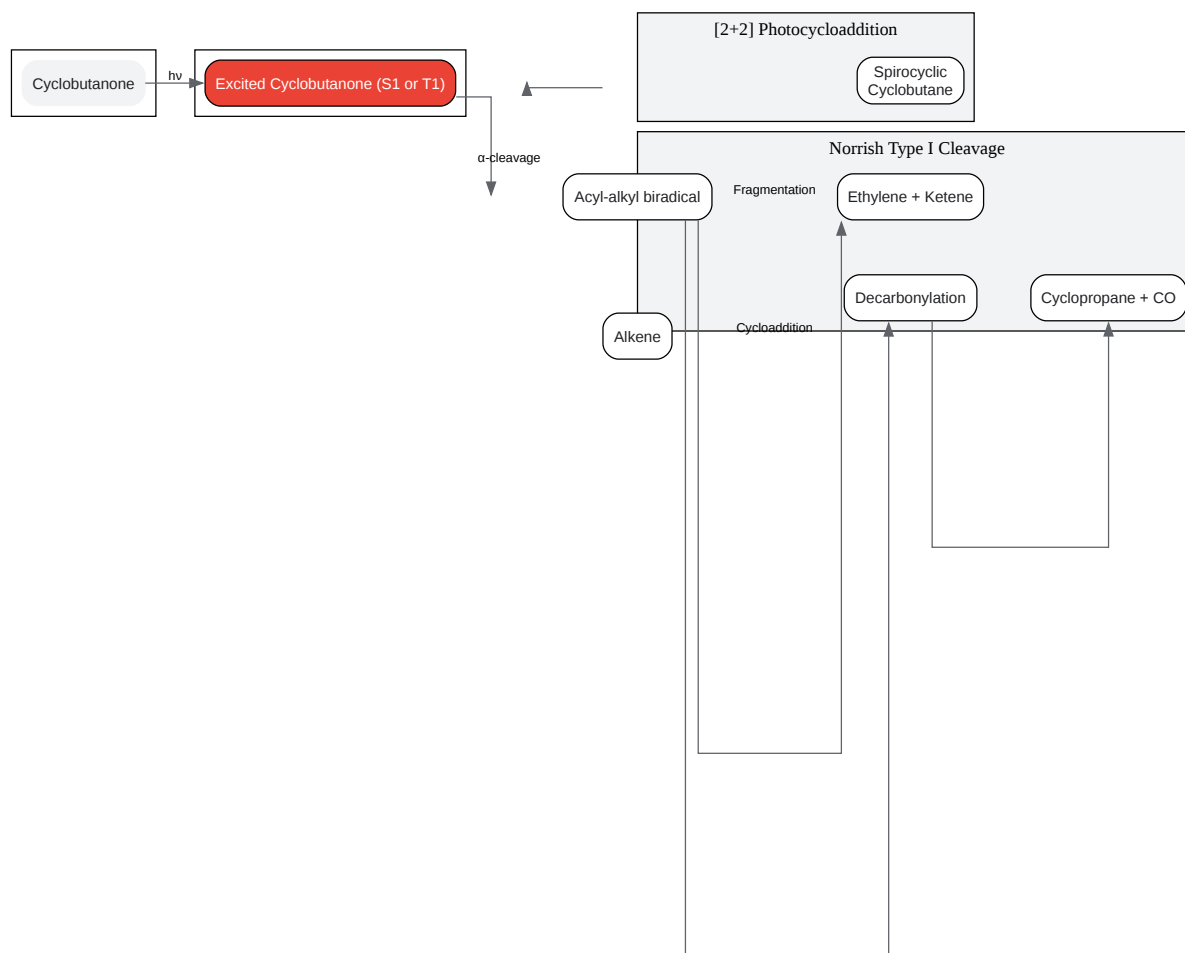 [2+2] Photocycloaddition
Cyclobutanone
hν
Excited Cyclobutanone (S1 or T1)
Spirocyclic
Cyclobutane
Norrish Type I Cleavage
α-cleavage
Acyl-alkyl biradical
Fragmentation
Ethylene + Ketene
Decarbonylation
Cyclopropane + CO
Cycloaddition
Alkene